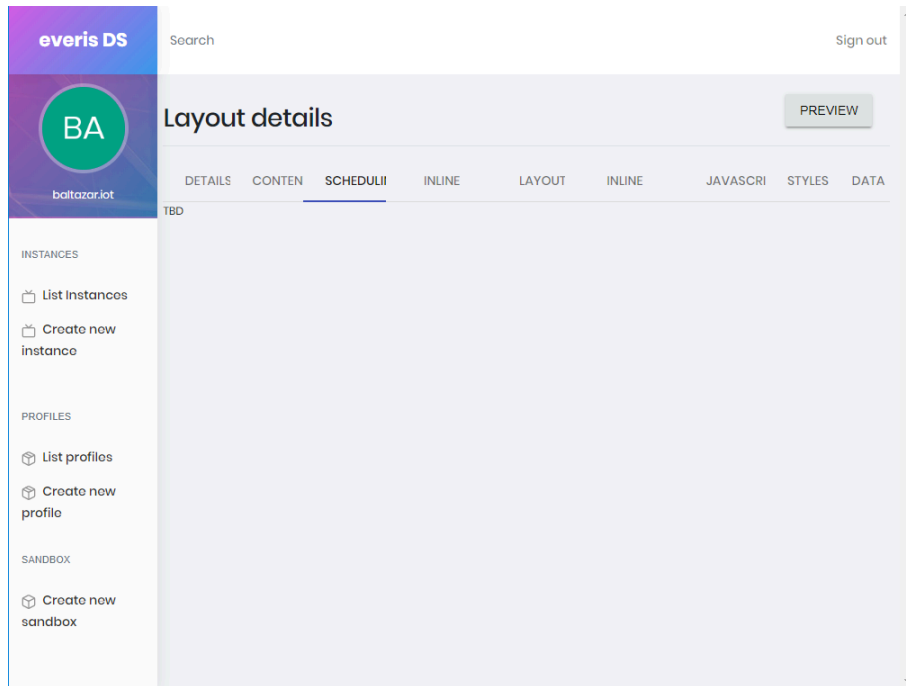 everis DS
Search
Sign out
BA
baltazar.iot
Layout details
PREVIEW
DETAILS CONTEN SCHEDULII INLINE LAYOUT INLINE JAVASCRI STYLES DATA
TBD
INSTANCES
List Instances
Create new
instance
PROFILES
List profiles
Create new
profile
SANDBOX
Create new
sandbox